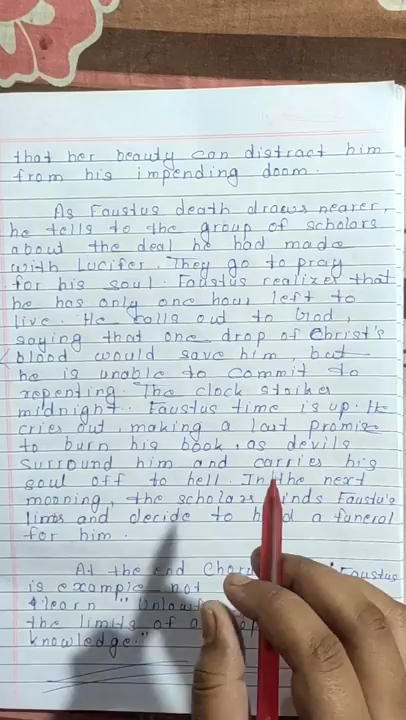 that her beauty can distract him
from his impending doom.
As Faustus death draws nearer,
he tells to the group of scholars
about the deal he had made
with Lucifer. They go to pray
for his soul. Faustus realizes that
he has only one hour left to
live. He calls out to God,
saying that one drop of Christ's
blood would save him, but
he is unable to commit to
repenting. The clock strikes
midnight. Faustus time is up. He
cries out, making a last promise
to burn his book, as devils
surround him and carries his
soul off to hell. In the next
morning, the scholars finds Faustu's
limbs and decide to a funeral
for him.
At the end Faustus
is example not
learn
the limits of
knowledge."